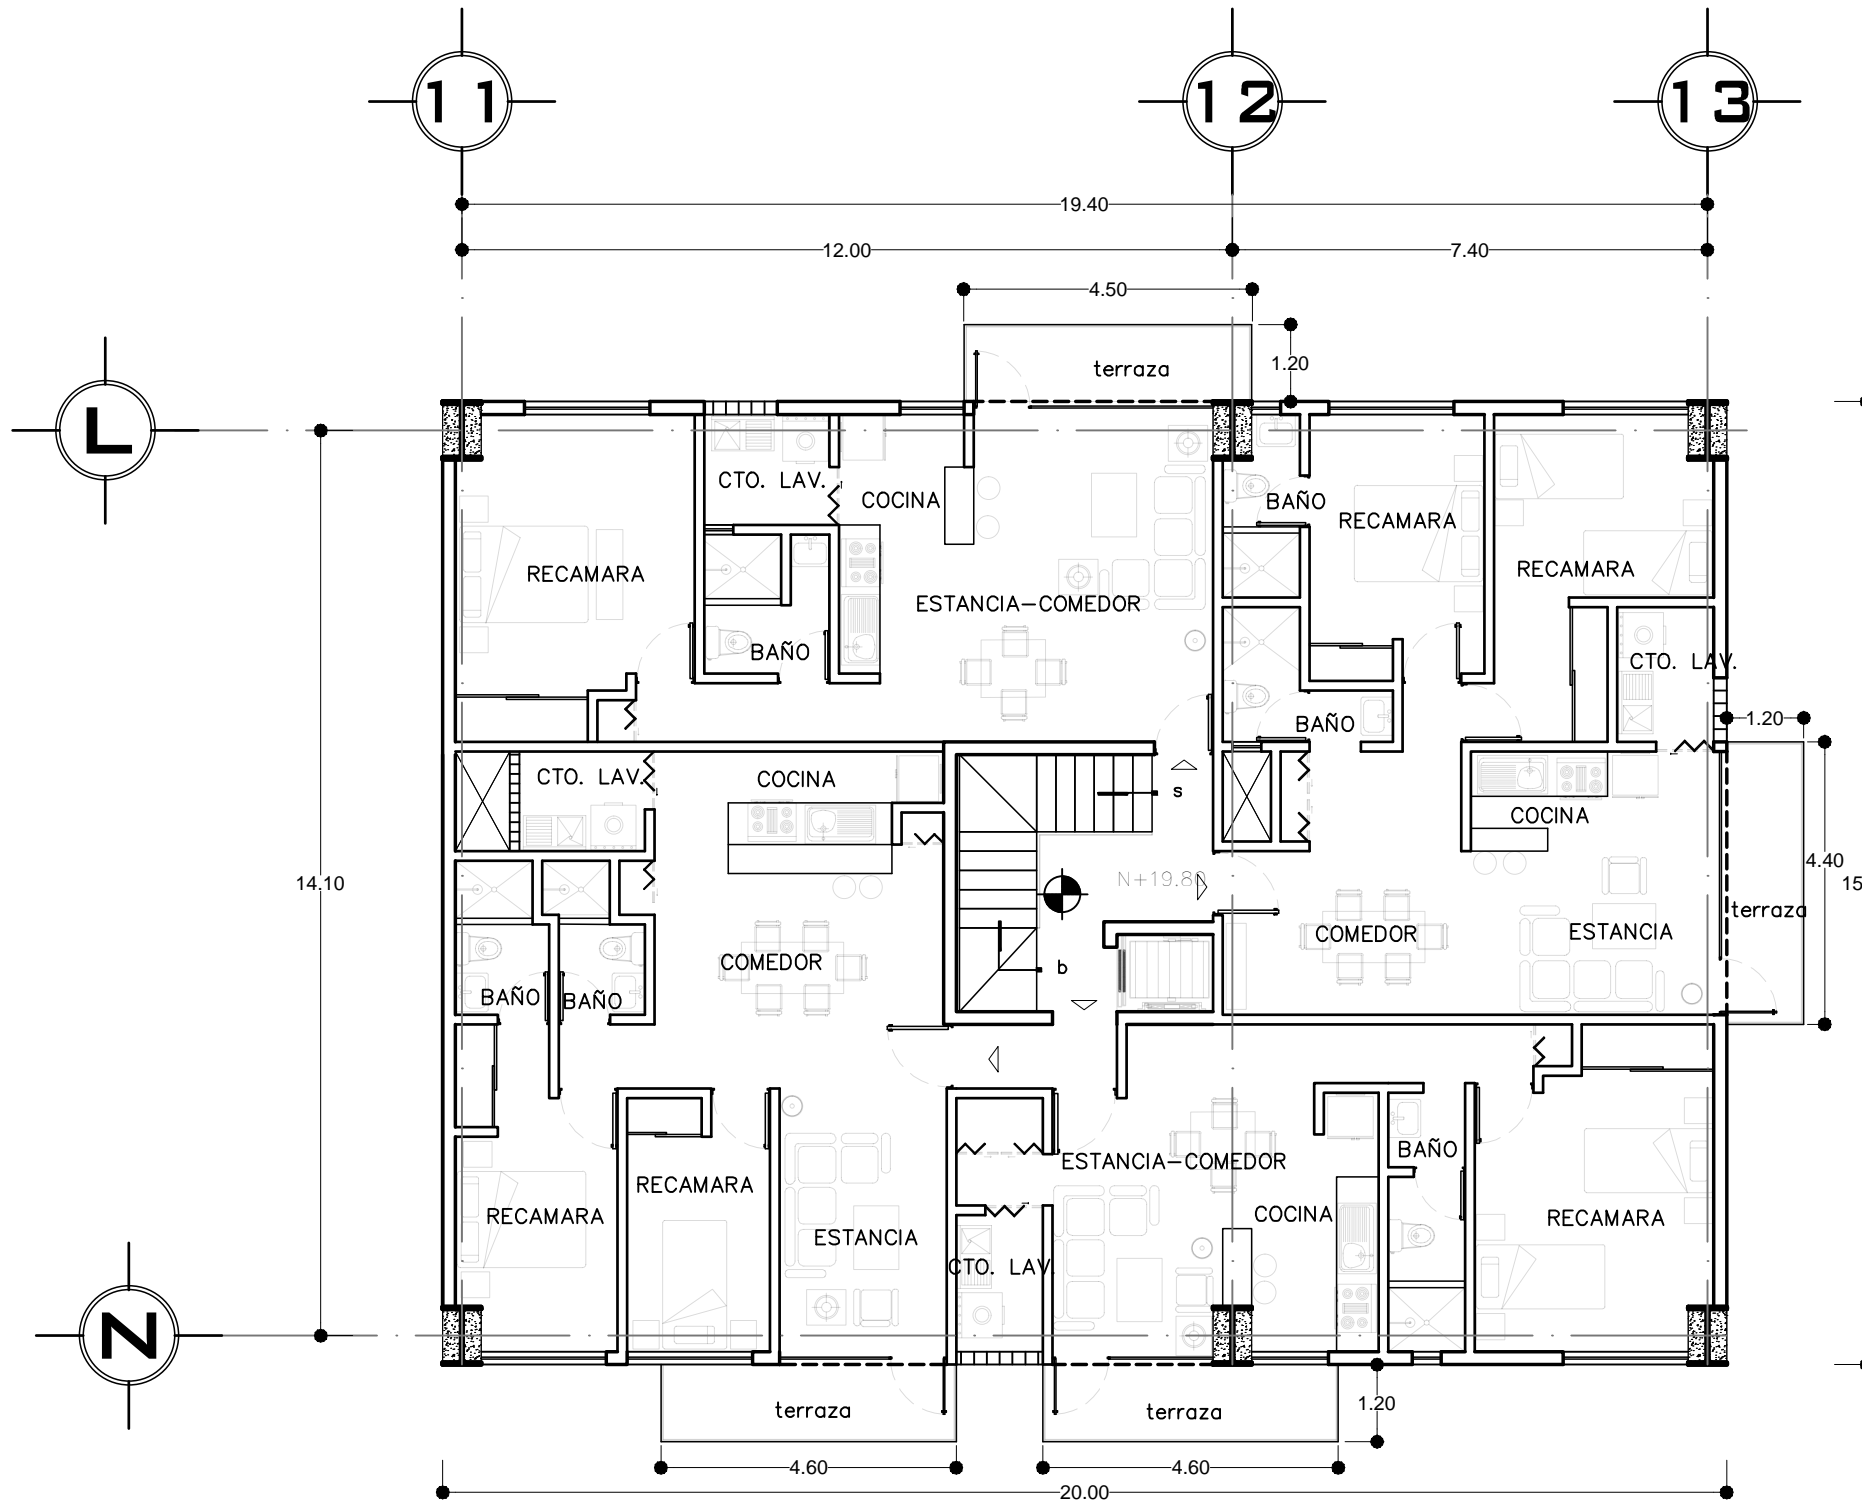 11
12
13
19.40
12.00
7.40
4.50
1.20
terraza
L
CTO. LAV.
COCINA
BAÑO
RECAMARA
RECAMARA
RECAMARA
ESTANCIA-COMEDOR
BAÑO
CTO. LAV.
BAÑO
1.20
CTO. LAV.
COCINA
s
COCINA
4.40
14.10
N+19.80
15
terraza
COMEDOR
ESTANCIA
COMEDOR
b
BAÑO
BAÑO
BAÑO
ESTANCIA-COMEDOR
RECAMARA
RECAMARA
COCINA
RECAMARA
ESTANCIA
CTO. LAV.
N
1.20
terraza
terraza
4.60
4.60
20.00